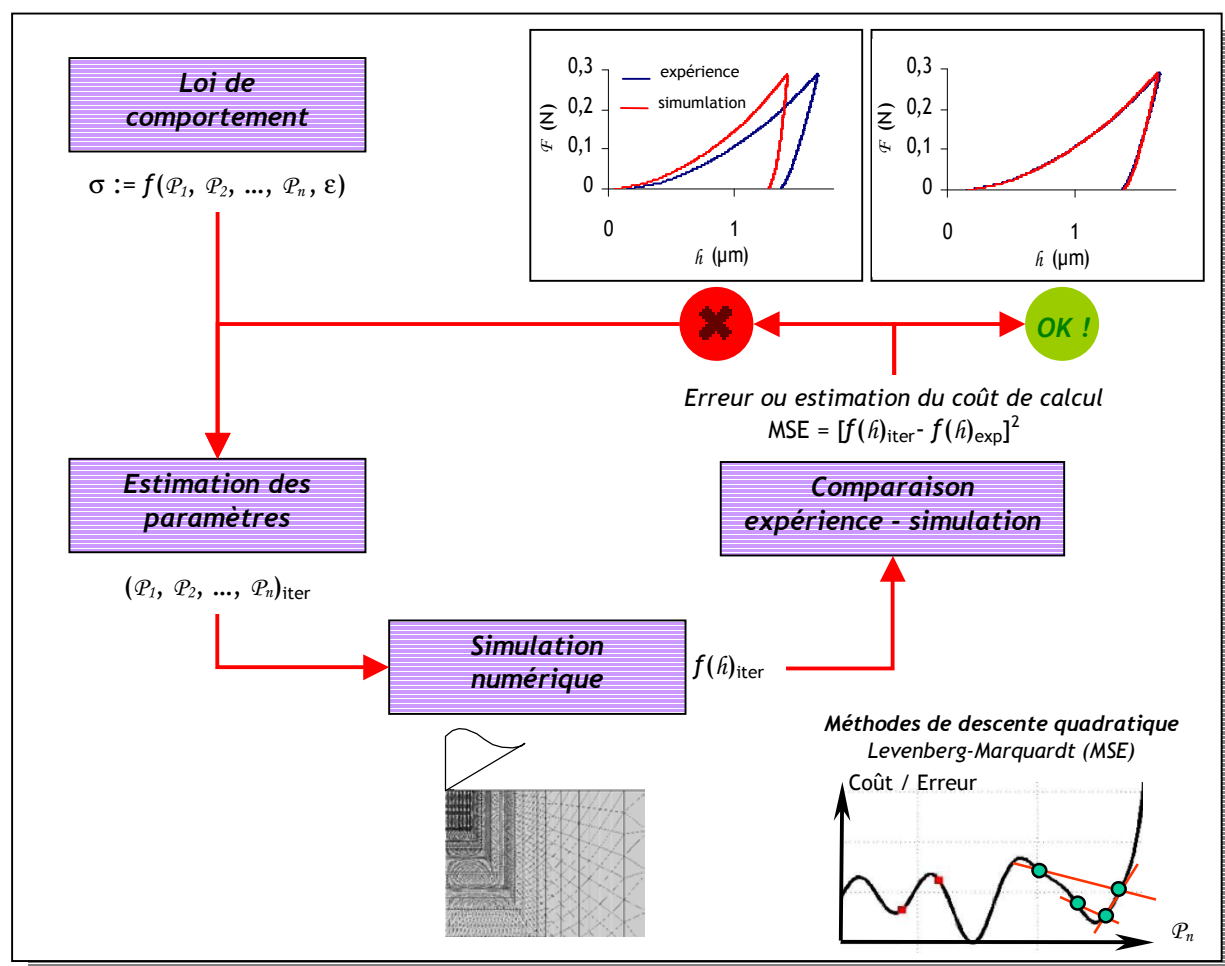 Loi de
comportement
σ := f(P1, P2, ..., Pn, ε)
0,3
0,2
0,1
0
F (N)
expérience
simumlation
0
1
h (µm)
0,3
0,2
0,1
0
F (N)
0
1
h (µm)
OK !
Erreur ou estimation du coût de calcul
MSE = [f(h)iter- f(h)exp]²
Estimation des
paramètres
(P1, P2, ..., Pn)iter
Comparaison
expérience - simulation
Simulation
numérique
f(h)iter
Méthodes de descente quadratique
Levenberg-Marquardt (MSE)
Coût / Erreur
Pn